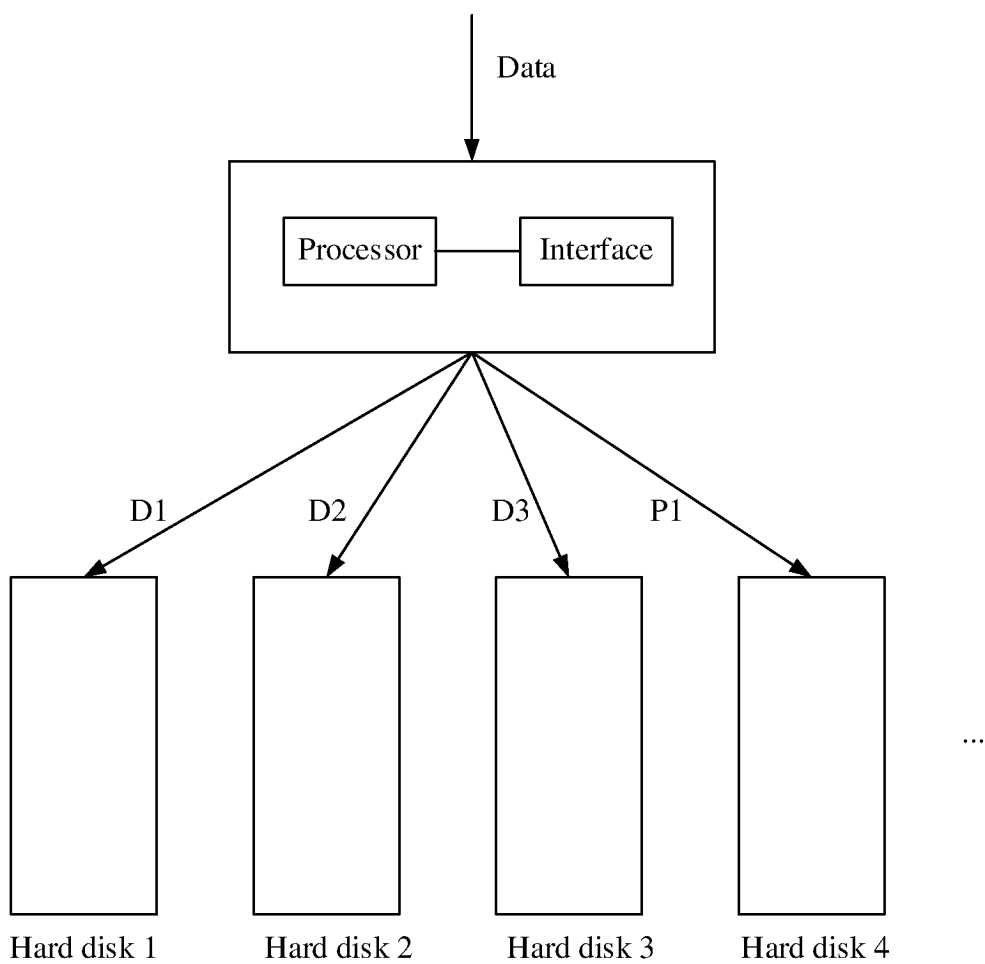 Data
Processor
Interface
D1
D2
D3
P1
...
Hard disk 1
Hard disk 2
Hard disk 3
Hard disk 4